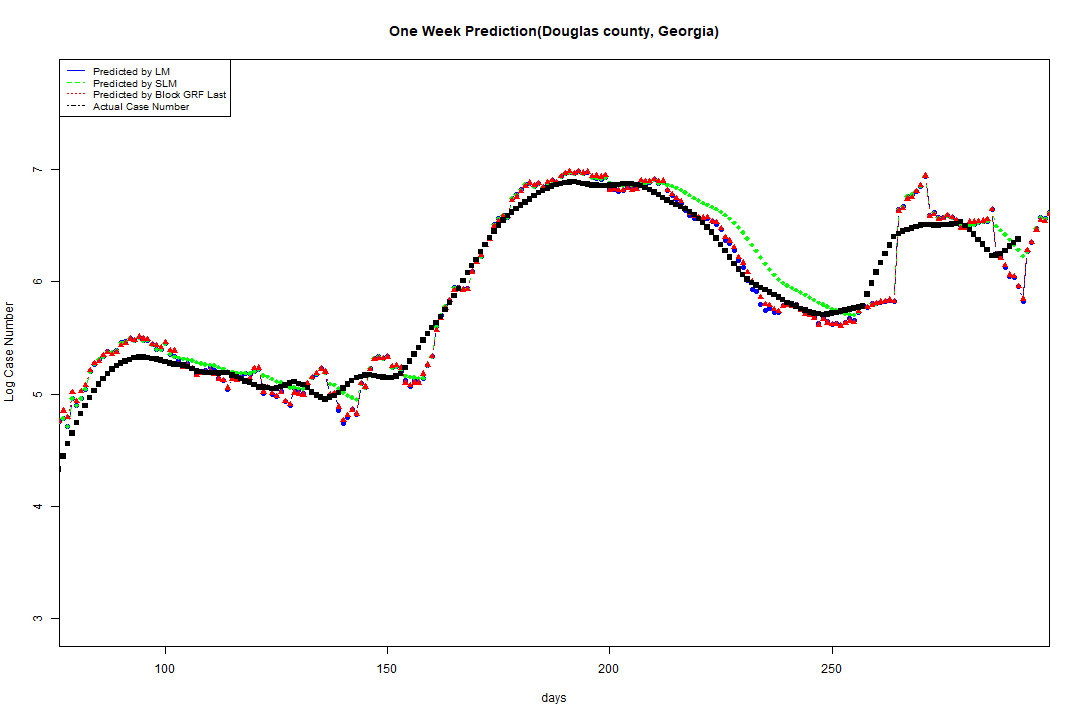 One Week Prediction(Douglas county, Georgia)
Predicted by LM
Predicted by SLM
Predicted by Block GRF Last
Actual Case Number
7
6
5
4
3
Log Case Number
100 150 200 250
days